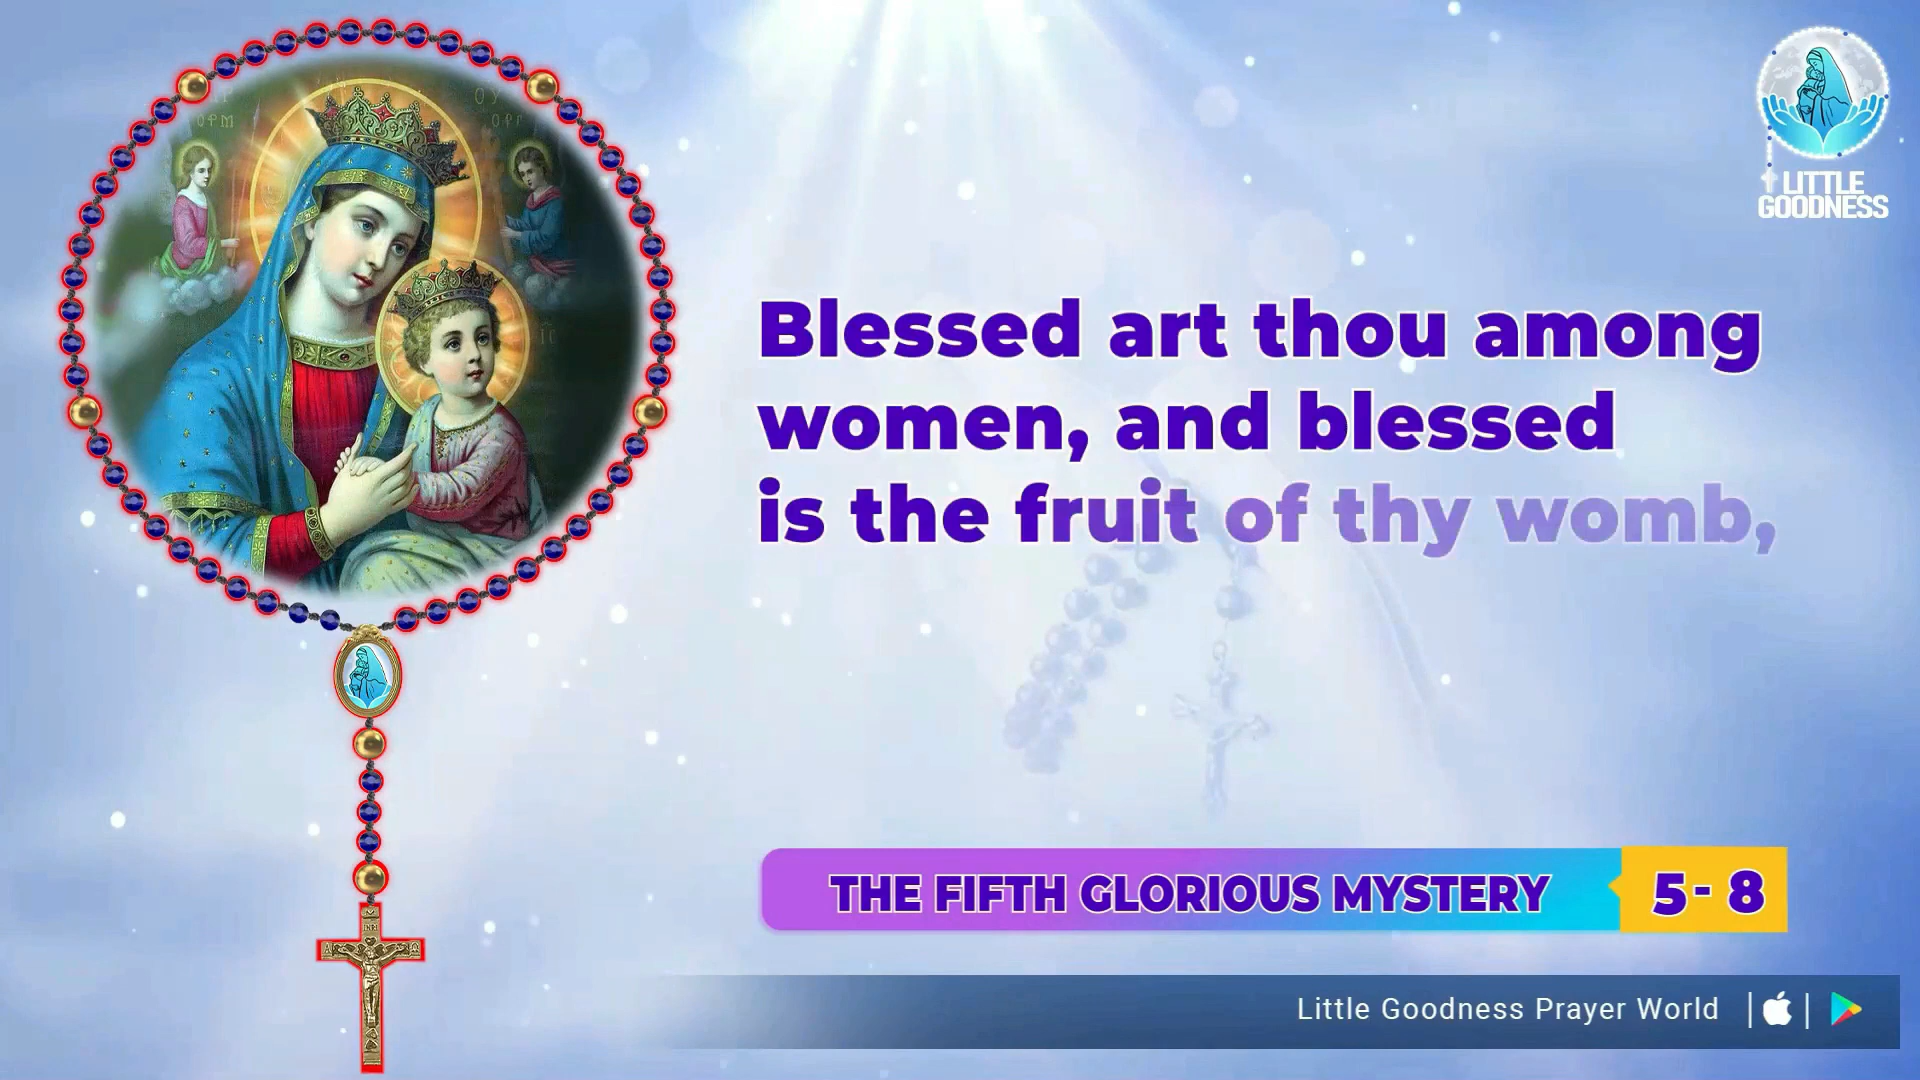 LITTLE
GOODNESS
Blessed art thou among
women, and blessed
is the fruit of thy womb,
THE FIFTH GLORIOUS MYSTERY
5- 8
Little Goodness Prayer World
INRI